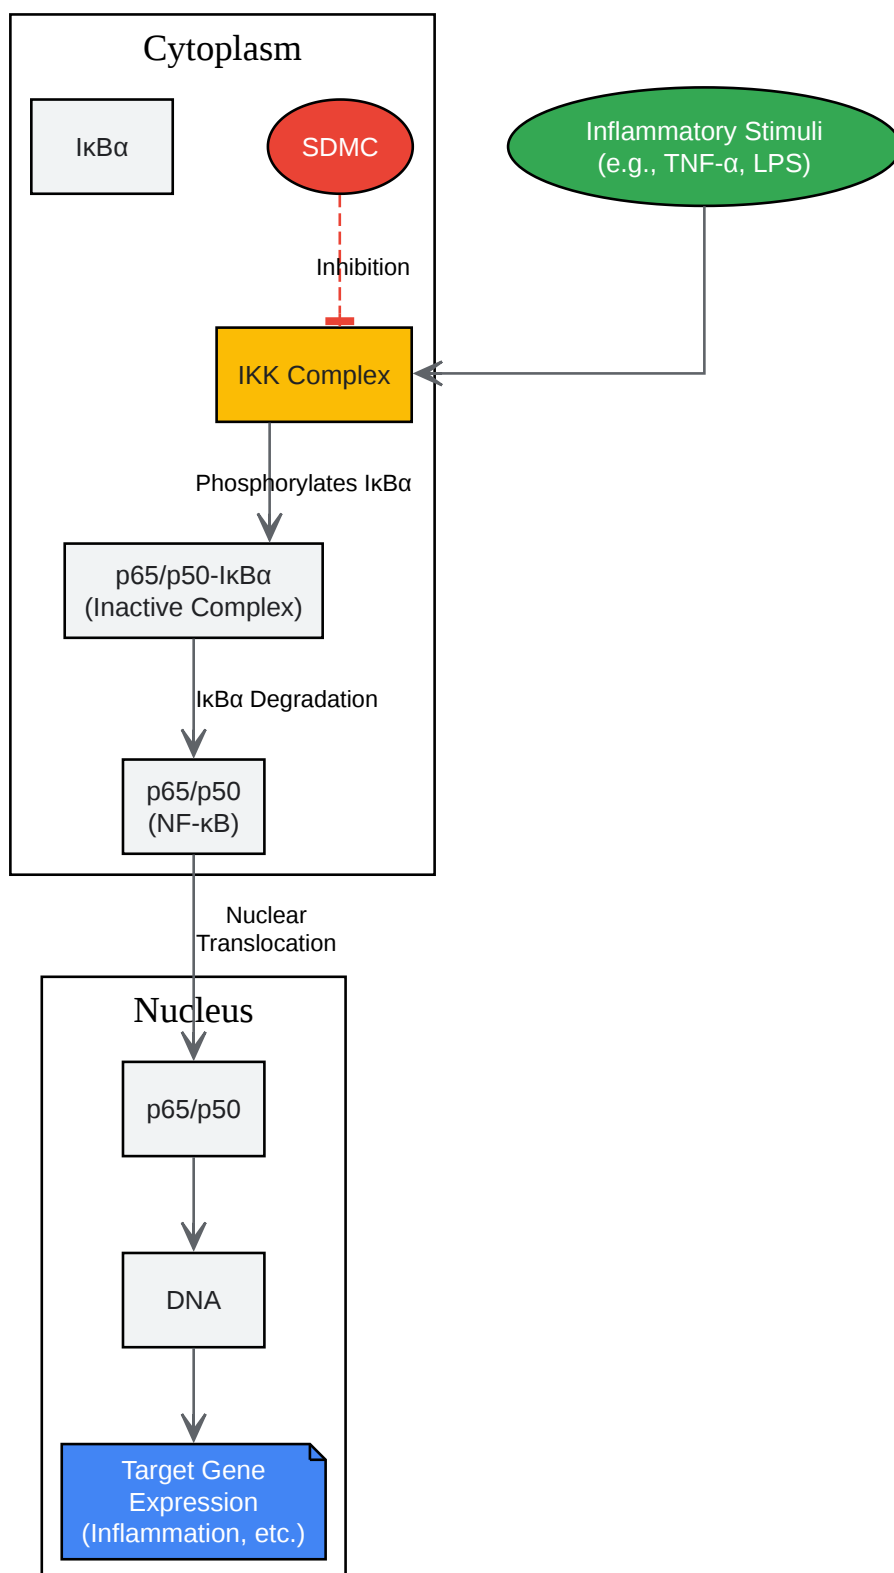 Cytoplasm
IκBα
SDMC
Inflammatory Stimuli
(e.g., TNF-α, LPS)
Inhibition
IKK Complex
Phosphorylates IκBα
p65/p50-IκBα
(Inactive Complex)
IκBα Degradation
p65/p50
(NF-κB)
Nuclear
Translocation
Nucleus
p65/p50
DNA
Target Gene
Expression
(Inflammation, etc.)